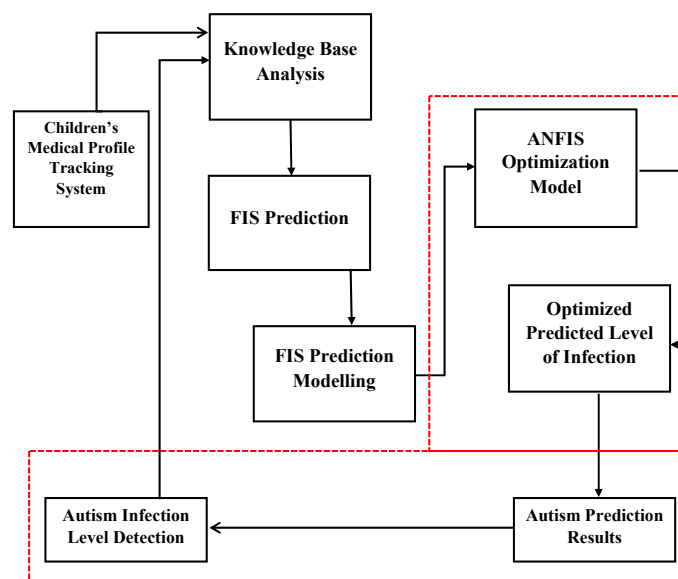 Knowledge Base
Analysis
Children's
Medical Profile
Tracking
System
ANFIS
Optimization
Model
FIS Prediction
Optimized
Predicted Level
of Infection
FIS Prediction
Modelling
Autism Infection
Level Detection
Autism Prediction
Results